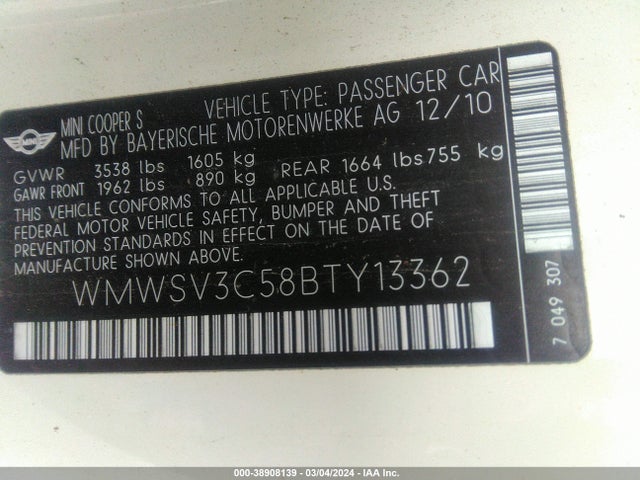 MINI
MINI COOPER S VEHICLE TYPE: PASSENGER CAR
MFD BY BAYERISCHE MOTORENWERKE AG 12/10
GVWR 3538 lbs 1605 kg
GAWR FRONT 1962 lbs 890 kg REAR 1664 lbs 755 kg
THIS VEHICLE CONFORMS TO ALL APPLICABLE U.S.
FEDERAL MOTOR VEHICLE SAFETY, BUMPER AND THEFT
PREVENTION STANDARDS IN EFFECT ON THE DATE OF
MANUFACTURE SHOWN ABOVE.
WMWSV3C58BTY13362
7 049 307
000-38908139 - 03/04/2024 - IAA Inc.